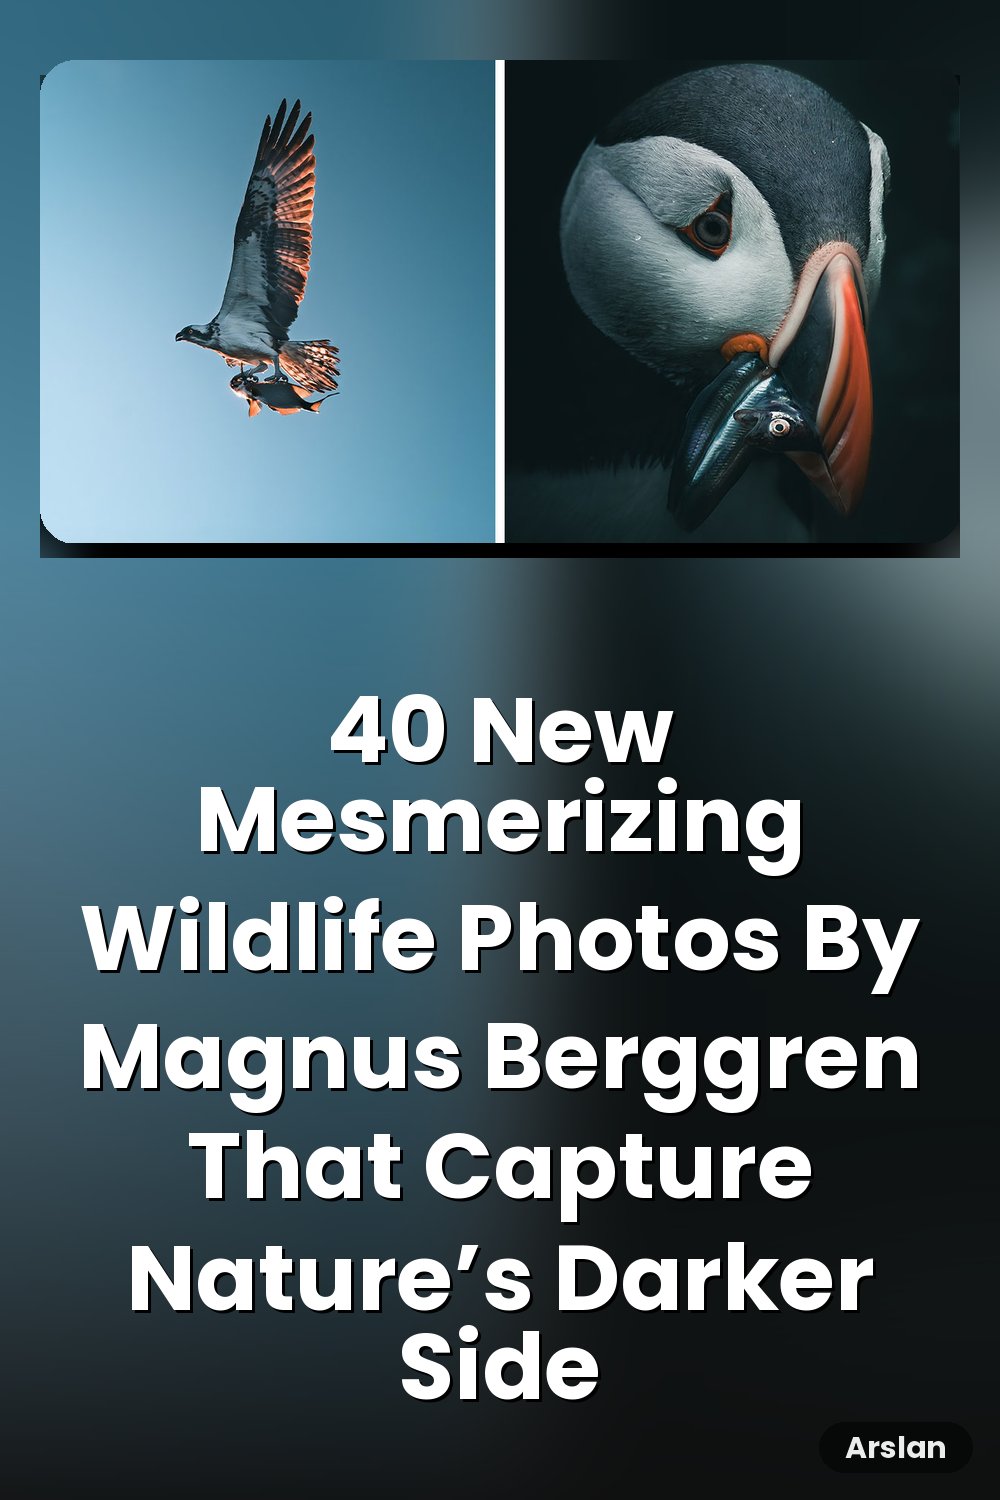 40 New
Mesmerizing
Wildlife Photos By
Magnus Berggren
That Capture
Nature’s Darker
Side
Arslan